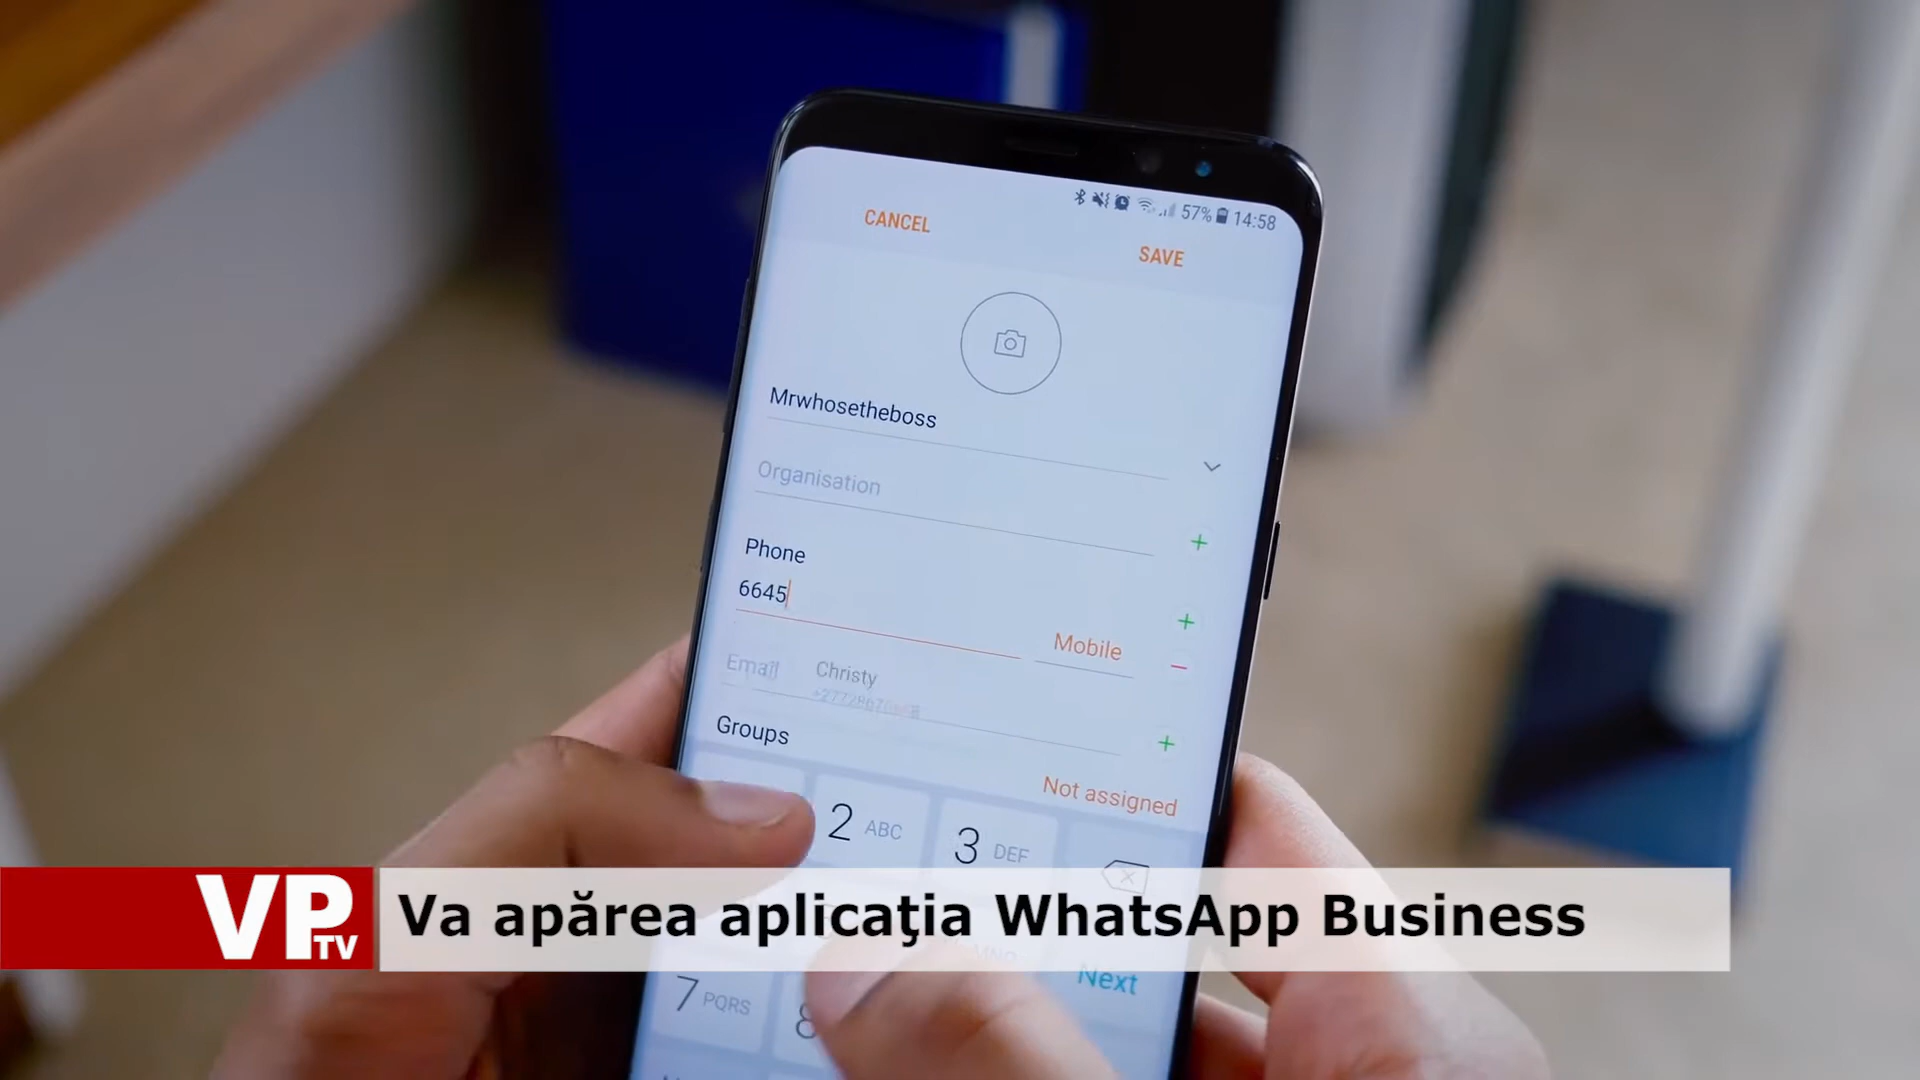 57% 14:58
CANCEL
SAVE
Mrwhosetheboss
Organisation
Phone
6645
Mobile
Email
Christy
Groups
Not assigned
2 ABC
3 DEF
VP TV
Va apărea aplicaţia WhatsApp Business
Next
7 PQRS
8